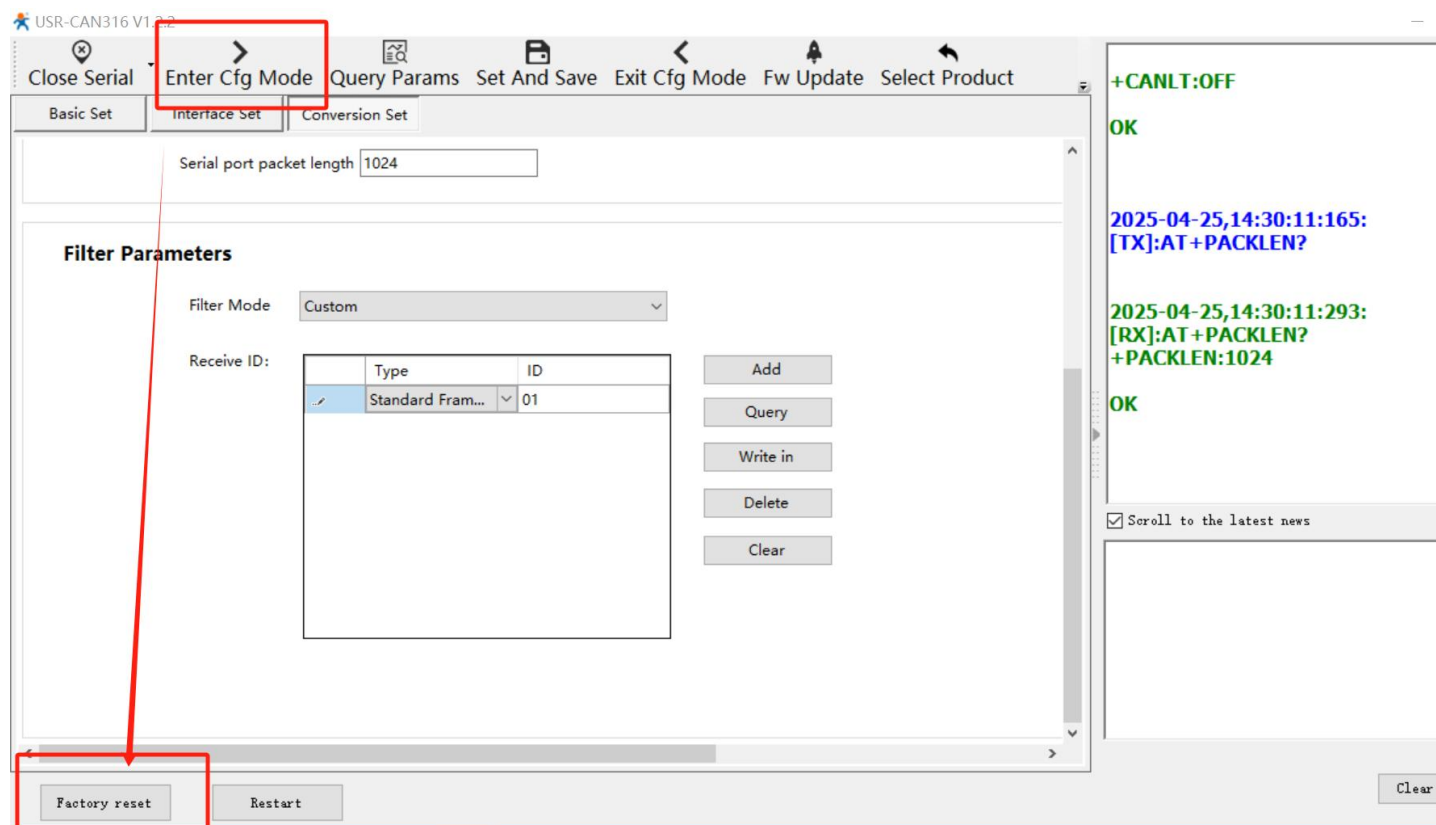 USR-CAN316 V1.2.2
Close Serial Enter Cfg Mode Query Params Set And Save Exit Cfg Mode Fw Update Select Product
Basic Set Interface Set Conversion Set
Serial port packet length 1024
Filter Parameters
Filter Mode Custom
Receive ID:
Type ID
Standard Fram... 01
Add
Query
Write in
Delete
Clear
Factory reset Restart
+CANLT:OFF
OK
2025-04-25,14:30:11:165:
[TX]:AT+PACKLEN?
2025-04-25,14:30:11:293:
[RX]:AT+PACKLEN?
+PACKLEN:1024
OK
Scroll to the latest news
Clear